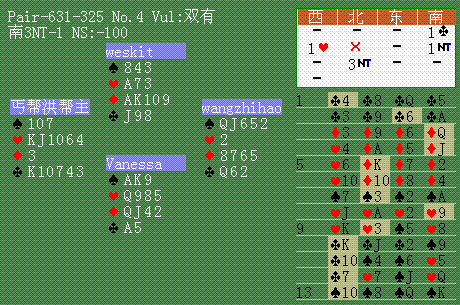 Pair-631-325 No.4 Vul:双有
南3NT-1 NS:-100
weskit
♠843
♥A73
♦AK109
♣J98
丐帮洪帮主
♠107
♥KJ1064
♦3
♣K10743
wangzhihao
♠QJ652
♥2
♦8765
♣Q62
Vanessa
♠AK9
♥Q985
♦QJ42
♣A5
西 北 东 南
1♣
1♥ × – 1NT
– 3NT – –
–
1 ♣4 ♣8 ♣Q ♣5
♣3 ♣9 ♣6 ♣A
♦3 ♦9 ♦6 ♦Q
♥4 ♦A ♦5 ♦J
5 ♥6 ♦K ♦7 ♦2
♥10 ♦10 ♦8 ♦4
♠7 ♠3 ♠2 ♠A
♥J ♥A ♥2 ♥9
9 ♥K ♥3 ♠5 ♥8
♣K ♣J ♣2 ♠9
♣10 ♠4 ♠6 ♥5
♣7 ♥7 ♠J ♥Q
13 ♠10 ♠8 ♠Q ♠K